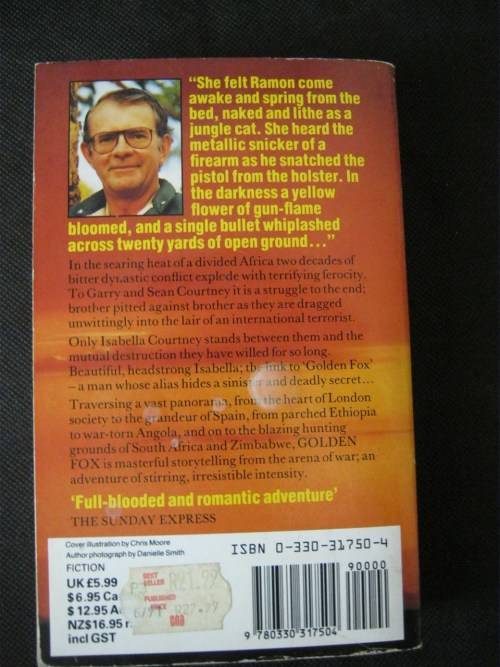 “She felt Ramon come
awake and spring from the
bed, naked and lithe as a
jungle cat. She heard the
metallic snicker of a
firearm as he snatched the
pistol from the holster. In
the darkness a yellow
flower of gun-flame
bloomed, and a single bullet whiplashed
across twenty yards of open ground...”
In the searing heat of a divided Africa two decades of
bitter dynastic conflict explode with terrifying ferocity.
To Garry and Sean Courtney it is a struggle to the end;
brother pitted against brother as they are dragged
unwittingly into the lair of an international terrorist.
Only Isabella Courtney stands between them and the
mutual destruction they have willed for so long.
Beautiful, headstrong Isabella; the link to ‘Golden Fox’
– a man whose alias hides a sinister and deadly secret...
Traversing a vast panorama, from the heart of London
society to the grandeur of Spain, from parched Ethiopia
to war-torn Angola, and on to the blazing hunting
grounds of South Africa and Zimbabwe, GOLDEN
FOX is masterful storytelling from the arena of war; an
adventure of stirring, irresistible intensity.
‘Full-blooded and romantic adventure’
THE SUNDAY EXPRESS
Cover illustration by Chris Moore
Author photograph by Danielle Smith
FICTION
UK £5.99
$6.95 Ca
$12.95 A
NZ$16.95 r
incl GST
BEST
SELLER
R21.99
PUBLISHED
PRICE
6/91
CNA
ISBN 0-330-31750-4
90000
9 780330 317504